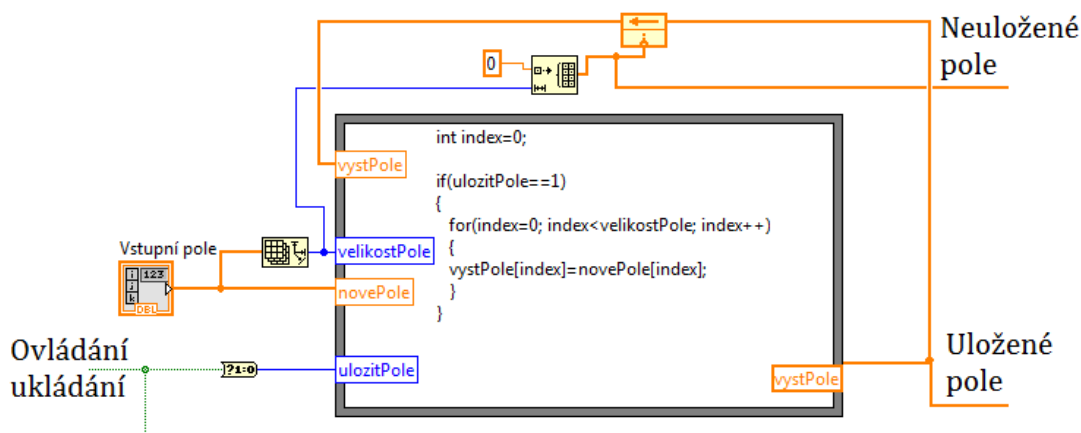 Neuložené
pole
0
int index=0;
vystPole
if(ulozitPole==1)
{
for(index=0; index<velikostPole; index++)
Vstupní pole
velikostPole
{
vystPole[index]=novePole[index];
i
123
j
k
DBL
novePole
}
}
Ovládání
ukládání
?1:0
ulozitPole
Uložené
pole
vystPole